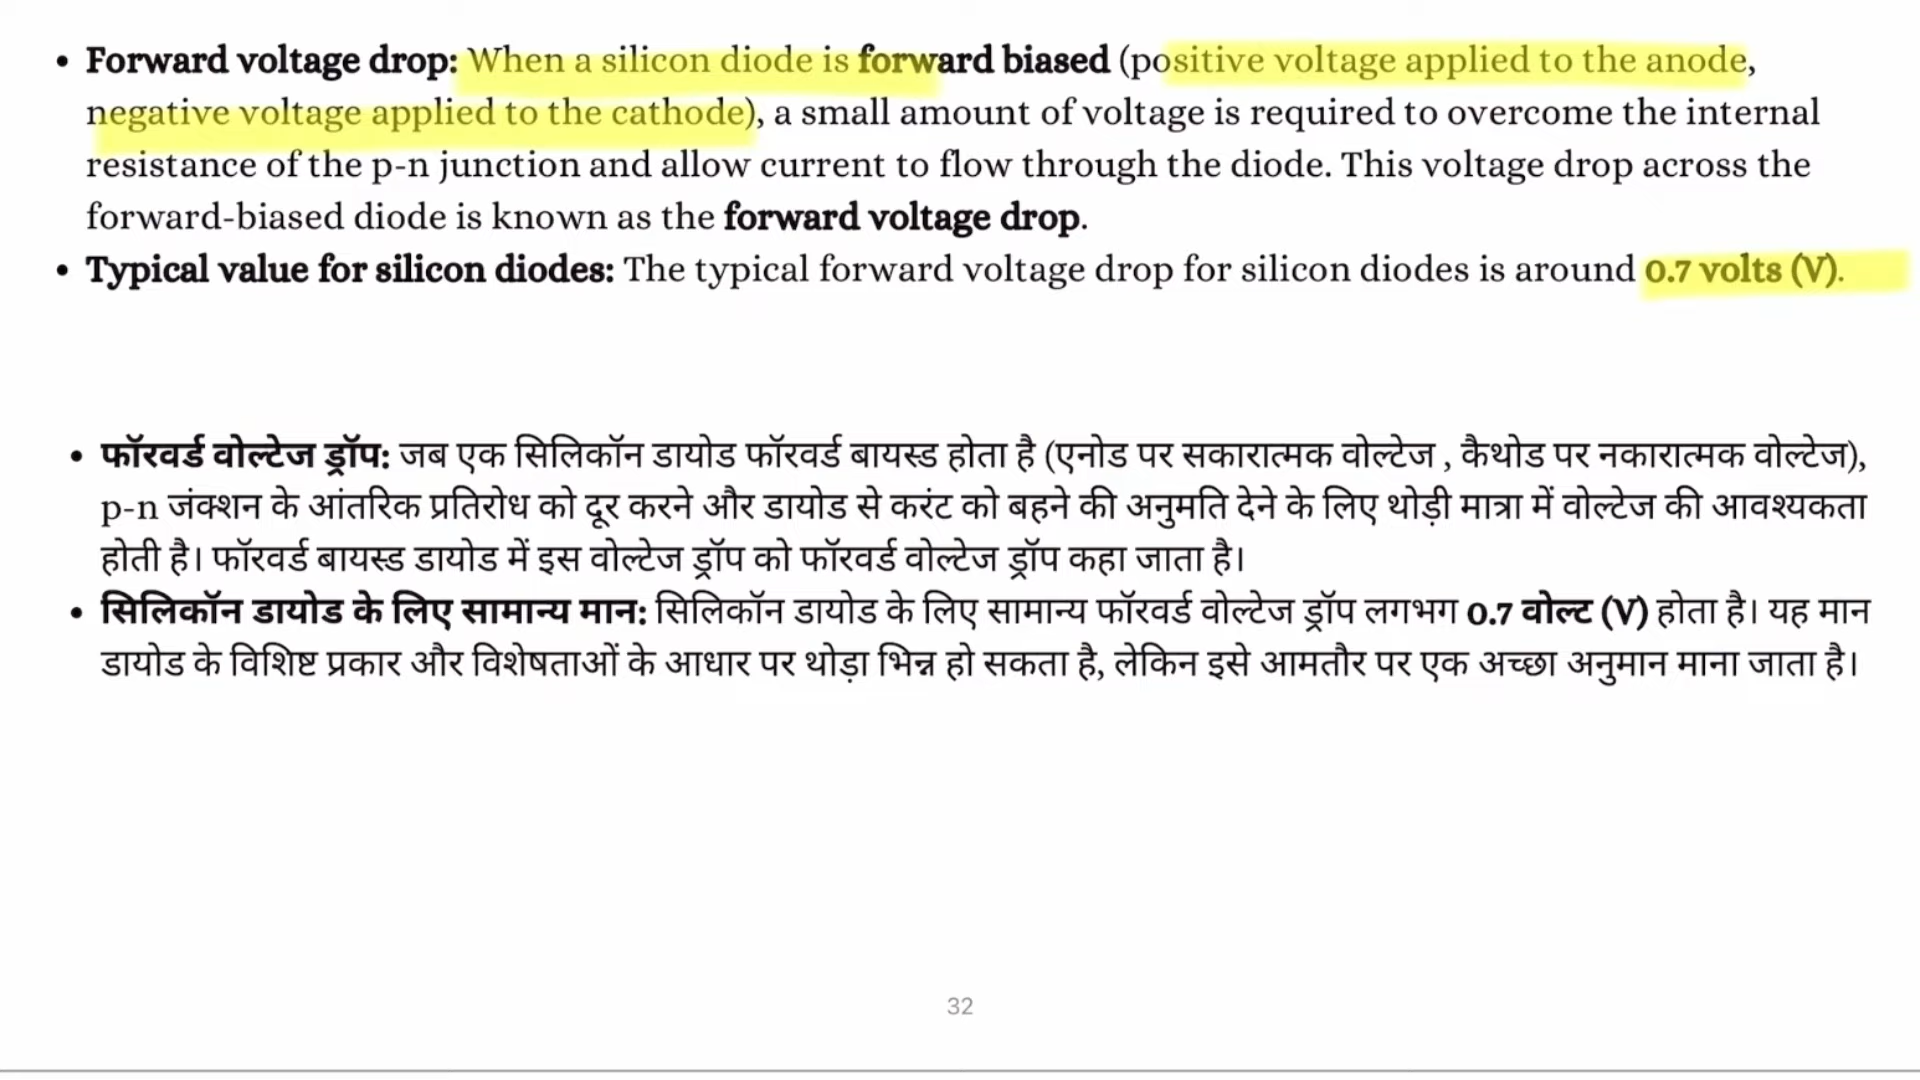 • Forward voltage drop: When a silicon diode is forward biased (positive voltage applied to the anode,
negative voltage applied to the cathode), a small amount of voltage is required to overcome the internal
resistance of the p-n junction and allow current to flow through the diode. This voltage drop across the
forward-biased diode is known as the forward voltage drop.
• Typical value for silicon diodes: The typical forward voltage drop for silicon diodes is around 0.7 volts (V).
• फॉरवर्ड वोल्टेज ड्रॉप: जब एक सिलिकॉन डायोड फॉरवर्ड बायस्ड होता है (एनोड पर सकारात्मक वोल्टेज , कैथोड पर नकारात्मक वोल्टेज),
p-n जंक्शन के आंतरिक प्रतिरोध को दूर करने और डायोड से करंट को बहने की अनुमति देने के लिए थोड़ी मात्रा में वोल्टेज की आवश्यकता
होती है। फॉरवर्ड बायस्ड डायोड में इस वोल्टेज ड्रॉप को फॉरवर्ड वोल्टेज ड्रॉप कहा जाता है।
• सिलिकॉन डायोड के लिए सामान्य मान: सिलिकॉन डायोड के लिए सामान्य फॉरवर्ड वोल्टेज ड्रॉप लगभग 0.7 वोल्ट (V) होता है। यह मान
डायोड के विशिष्ट प्रकार और विशेषताओं के आधार पर थोड़ा भिन्न हो सकता है, लेकिन इसे आमतौर पर एक अच्छा अनुमान माना जाता है।
32